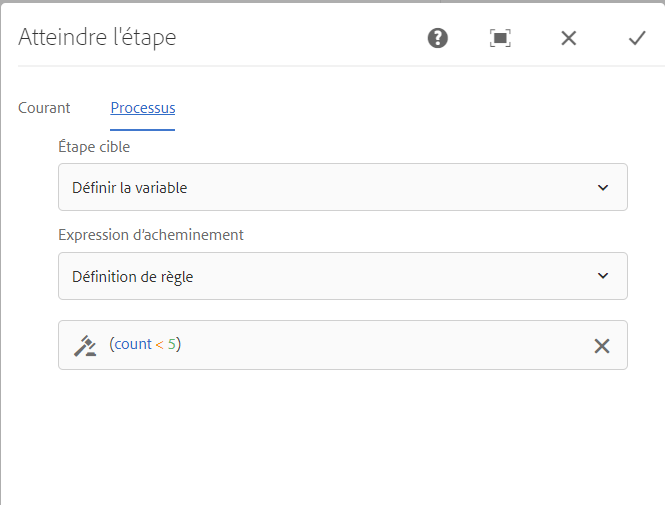 Atteindre l'étape
Courant Processus
Étape cible
Définir la variable
Expression d’acheminement
Définition de règle
(count < 5)